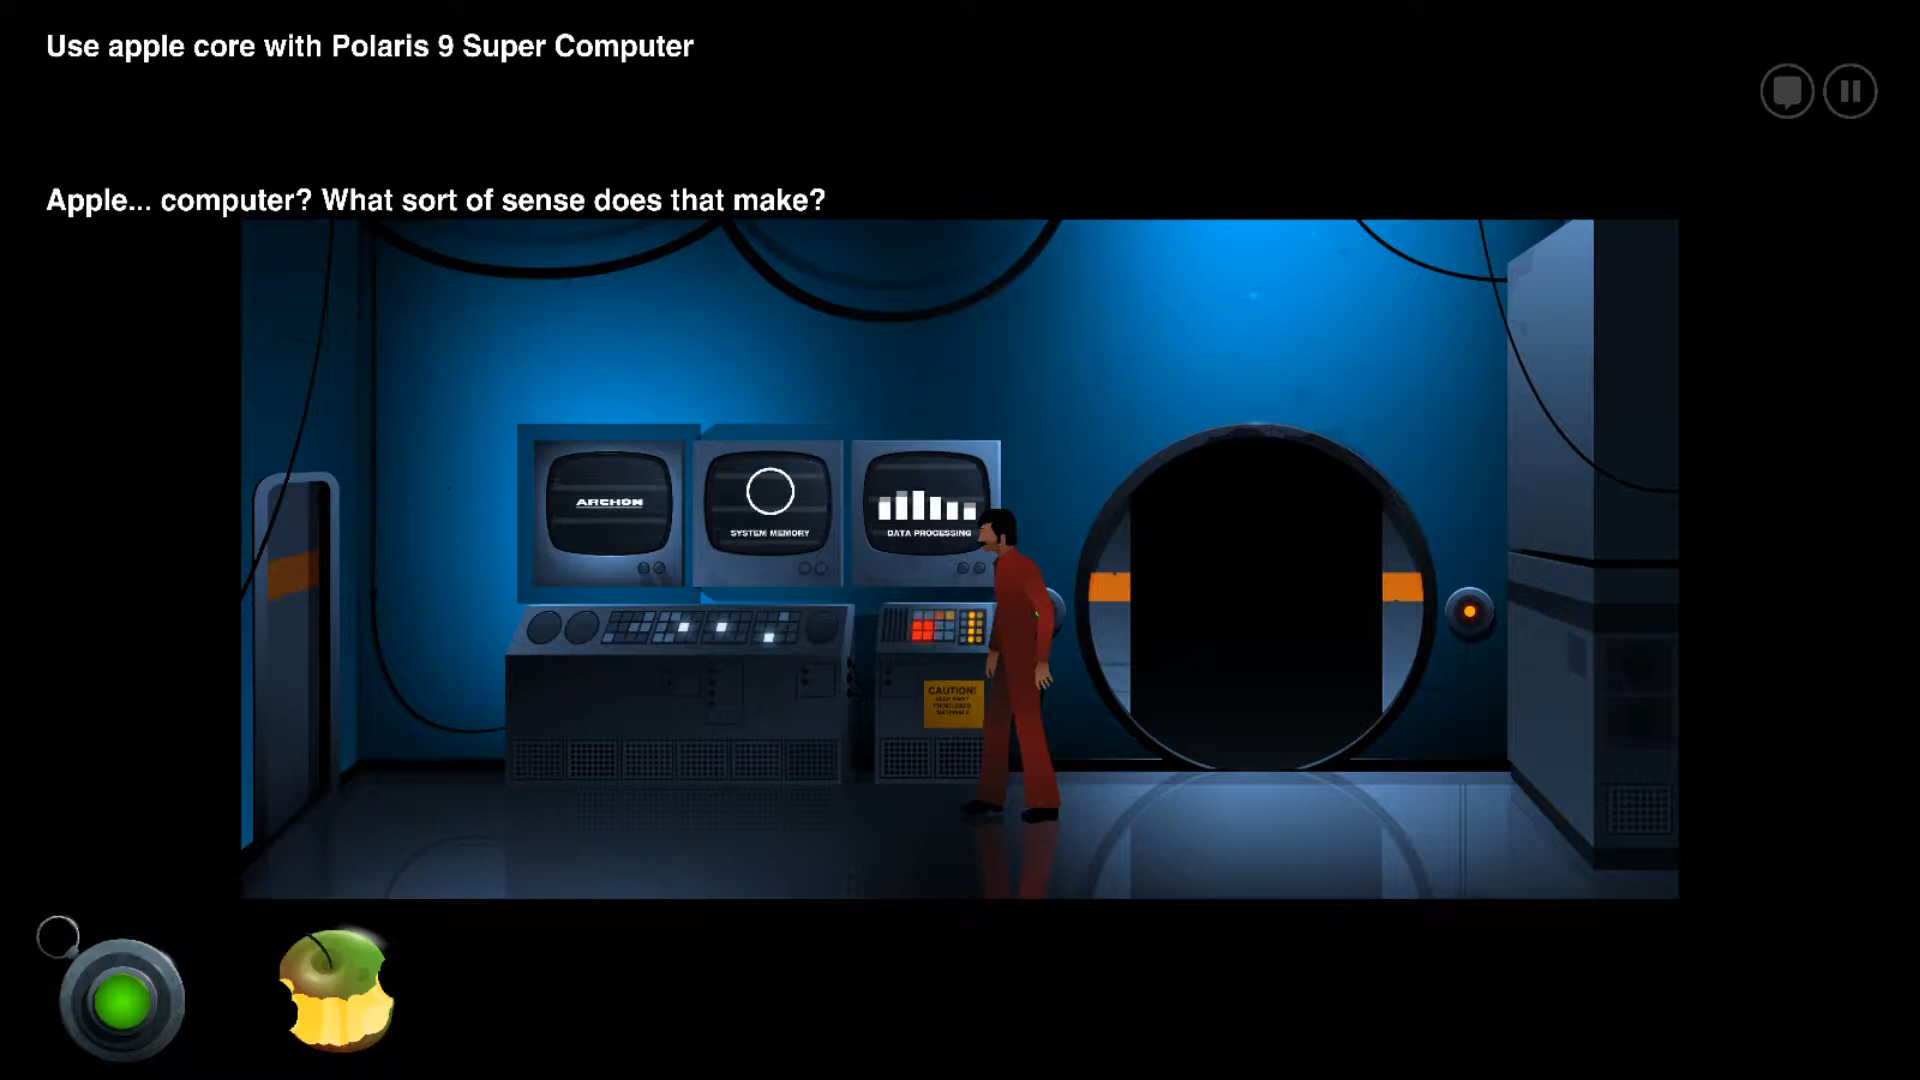 Use apple core with Polaris 9 Super Computer
Apple... computer? What sort of sense does that make?
ARCHON
SYSTEM MEMORY
DATA PROCESSING
CAUTION!